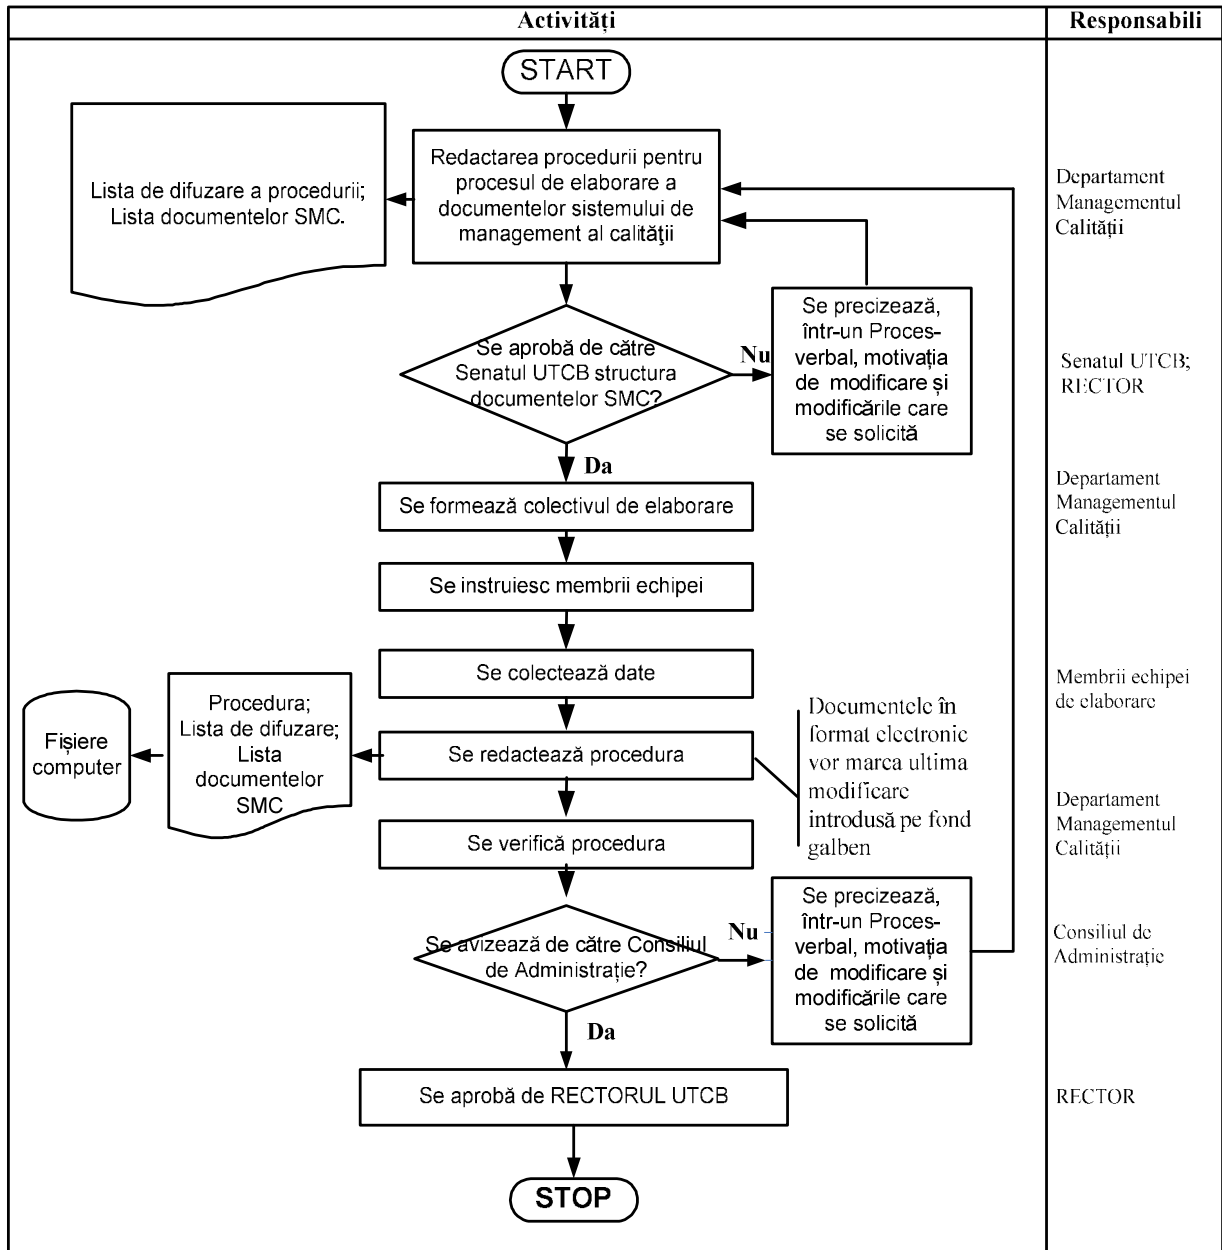 Activități
Responsabili
START
Redactarea procedurii pentru
procesul de elaborare a
documentelor sistemului de
management al calităţii
Lista de difuzare a procedurii;
Lista documentelor SMC.
Departament
Managementul
Calității
Se aprobă de către
Senatul UTCB structura
documentelor SMC?
Nu
Se precizează,
într-un Proces-
verbal, motivația
de modificare și
modificările care
se solicită
Senatul UTCB;
RECTOR
Da
Se formează colectivul de elaborare
Departament
Managementul
Calității
Se instruiesc membrii echipei
Se colectează date
Membrii echipei
de elaborare
Fișiere
computer
Procedura;
Lista de difuzare;
Lista
documentelor
SMC
Se redactează procedura
Documentele în
format electronic
vor marca ultima
modificare
introdusă pe fond
galben
Se verifică procedura
Departament
Managementul
Calității
Se avizează de către Consiliul
de Administrație?
Nu
Se precizează,
într-un Proces-
verbal, motivația
de modificare și
modificările care
se solicită
Consiliul de
Administrație
Da
Se aprobă de RECTORUL UTCB
RECTOR
STOP